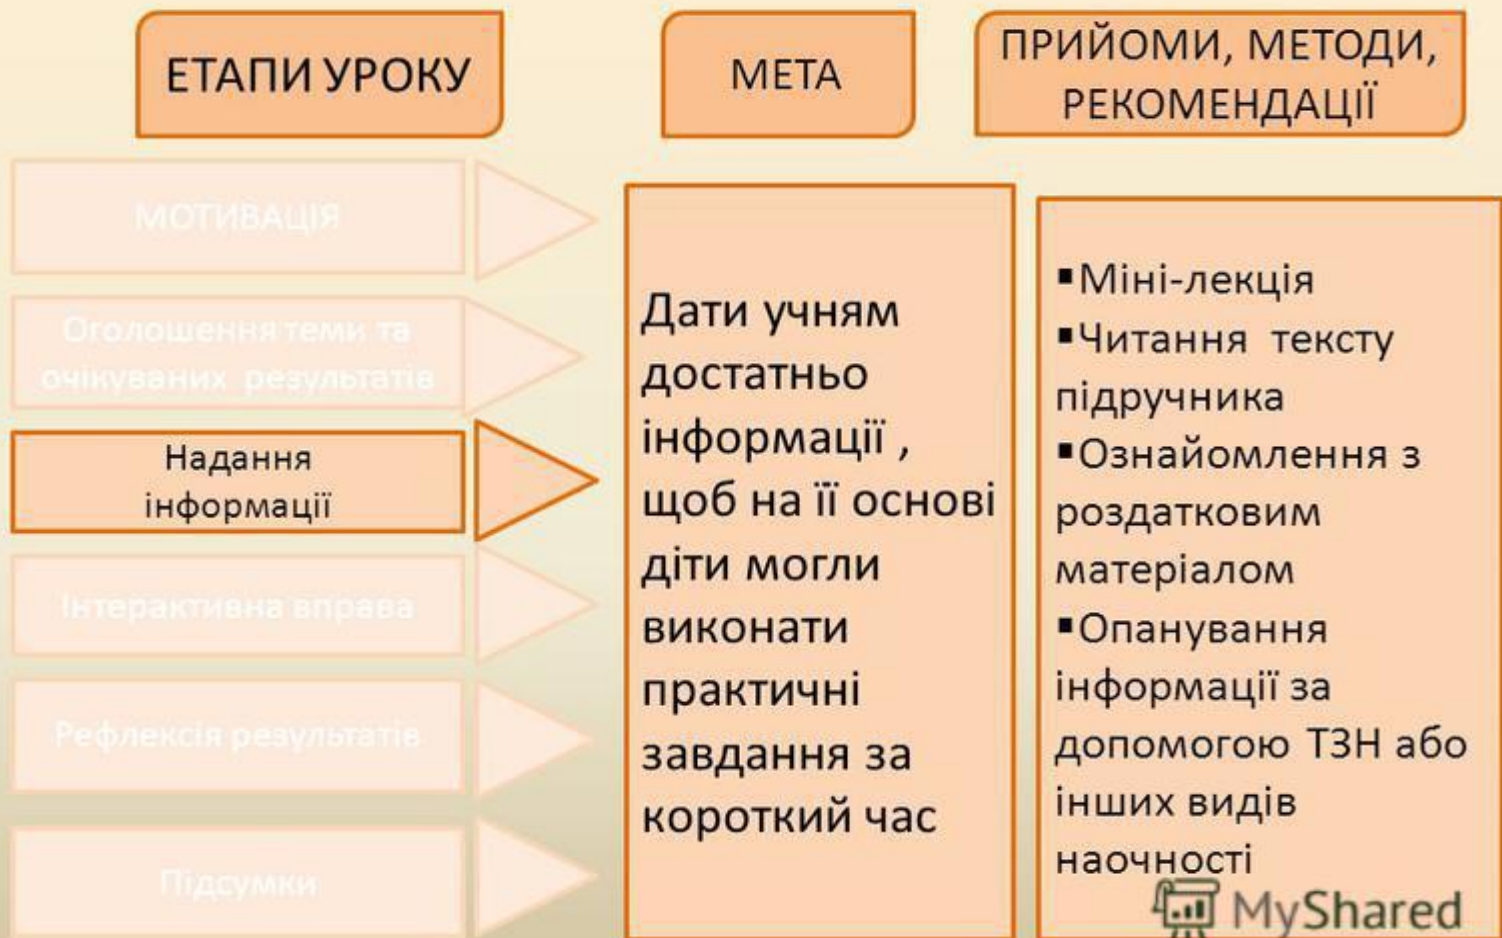 ЕТАПИ УРОКУ
МЕТА
ПРИЙОМИ, МЕТОДИ,
РЕКОМЕНДАЦІЇ
МОТИВАЦІЯ
Оголошення теми та
очікуваних результатів
Надання
інформації
Інтерактивна вправа
Рефлексія результатів
Підсумки
Дати учням
достатньо
інформації ,
щоб на її основі
діти могли
виконати
практичні
завдання за
короткий час
▪Міні-лекція
▪Читання тексту
підручника
▪Ознайомлення з
роздатковим
матеріалом
▪Опанування
інформації за
допомогою ТЗН або
інших видів
наочності
MyShared